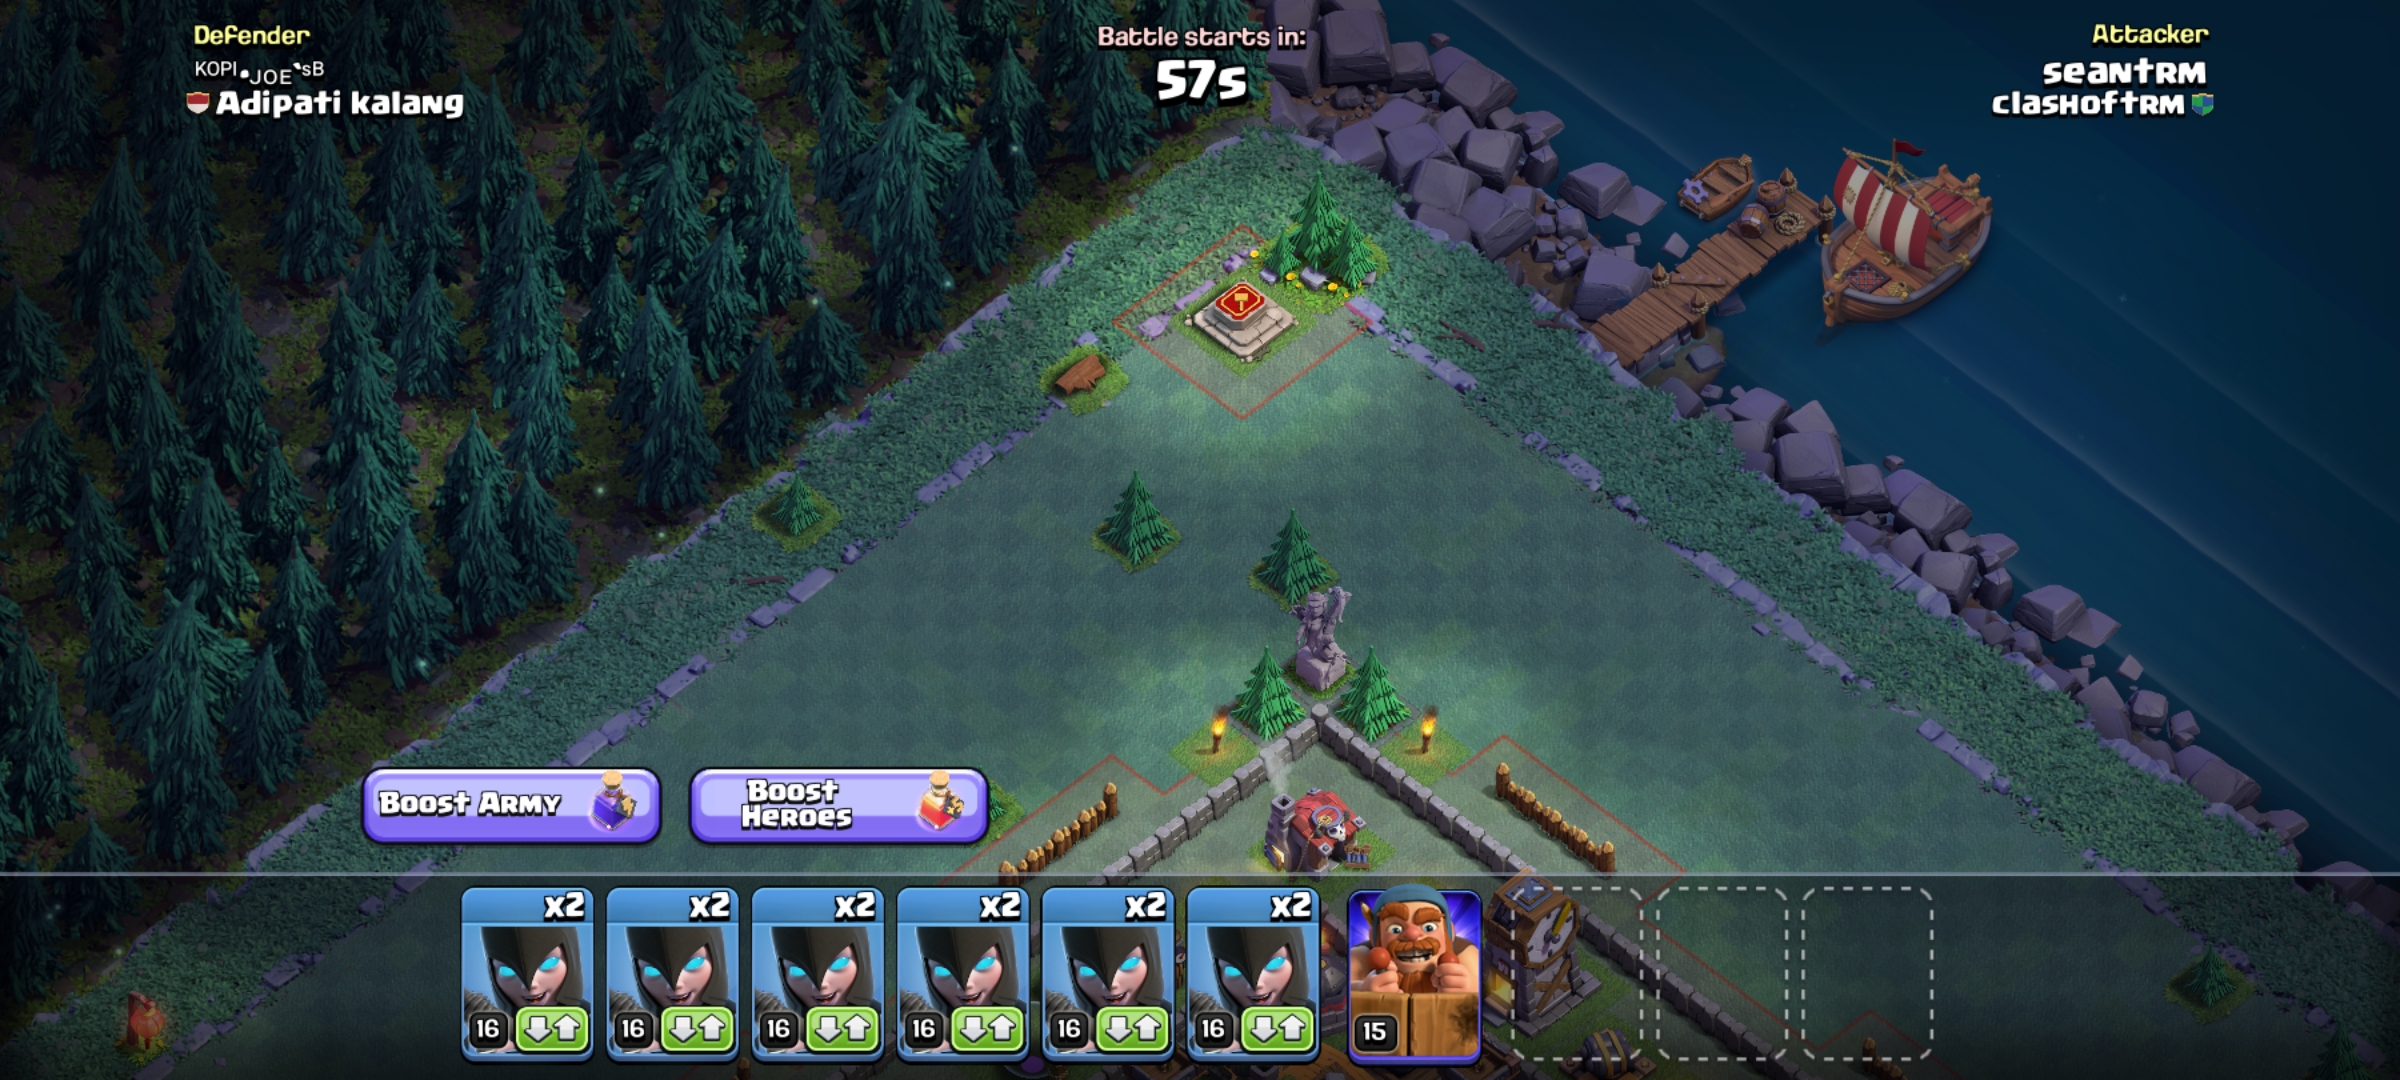 Defender
KOPI•JOE`sB
Adipati kalang
Battle starts in:
57s
Attacker
seantRM
clashoftRM
Boost Army
Boost
Heroes
x2
x2
x2
x2
x2
x2
16
16
16
16
16
16
15